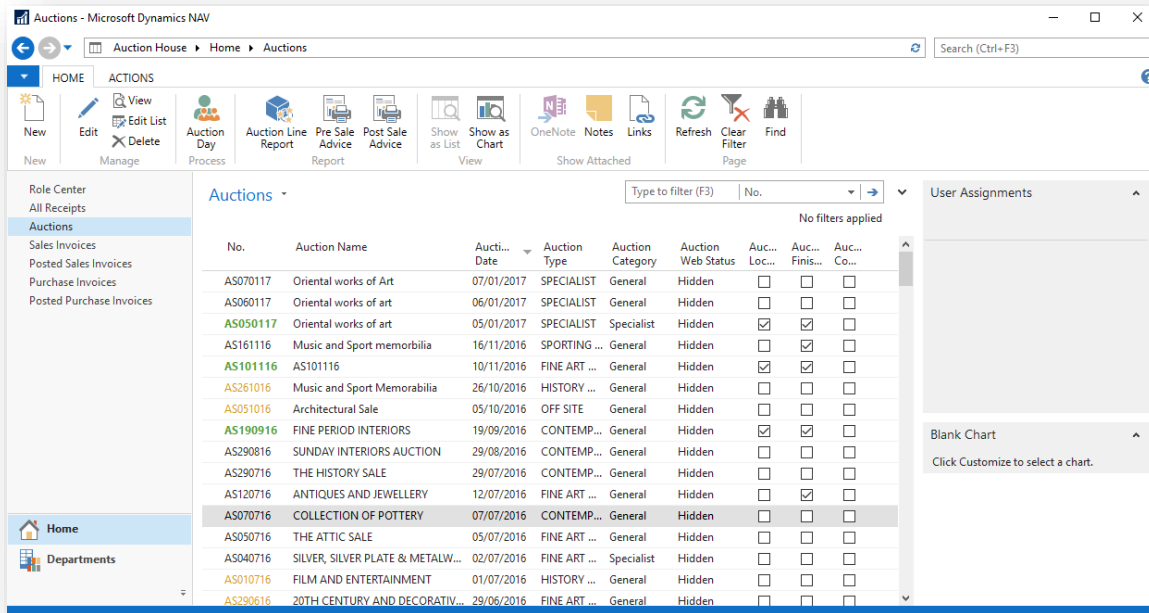 Auctions - Microsoft Dynamics NAV
Auction House Home Auctions
Search (Ctrl+F3)
HOME ACTIONS
New
Edit
View
Edit List
Delete
Auction Day
Auction Line Report
Pre Sale Advice
Post Sale Advice
Show as List
Show as Chart
OneNote
Notes
Links
Refresh
Clear Filter
Find
New Manage Process Report View Show Attached Page
Role Center
All Receipts
Auctions
Sales Invoices
Posted Sales Invoices
Purchase Invoices
Posted Purchase Invoices
Home
Departments
Auctions
Type to filter (F3) No.
No filters applied
No. Auction Name Aucti... Date Auction Type Auction Category Auction Web Status Auc... Loc... Auc... Finis... Auc... Co...
AS070117 Oriental works of Art 07/01/2017 SPECIALIST General Hidden
AS060117 Oriental works of art 06/01/2017 SPECIALIST General Hidden
AS050117 Oriental works of art 05/01/2017 SPECIALIST Specialist Hidden
AS161116 Music and Sport memorbilia 16/11/2016 SPORTING ... General Hidden
AS101116 AS101116 10/11/2016 FINE ART ... General Hidden
AS261016 Music and Sport Memorabilia 26/10/2016 HISTORY ... General Hidden
AS051016 Architectural Sale 05/10/2016 OFF SITE General Hidden
AS190916 FINE PERIOD INTERIORS 19/09/2016 CONTEMP... General Hidden
AS290816 SUNDAY INTERIORS AUCTION 29/08/2016 CONTEMP... General Hidden
AS290716 THE HISTORY SALE 29/07/2016 CONTEMP... General Hidden
AS120716 ANTIQUES AND JEWELLERY 12/07/2016 FINE ART ... General Hidden
AS070716 COLLECTION OF POTTERY 07/07/2016 CONTEMP... General Hidden
AS050716 THE ATTIC SALE 05/07/2016 FINE ART ... General Hidden
AS040716 SILVER, SILVER PLATE & METALW... 02/07/2016 FINE ART ... Specialist Hidden
AS010716 FILM AND ENTERTAINMENT 01/07/2016 HISTORY ... General Hidden
AS290616 20TH CENTURY AND DECORATIV... 29/06/2016 FINE ART ... General Hidden
User Assignments
Blank Chart
Click Customize to select a chart.